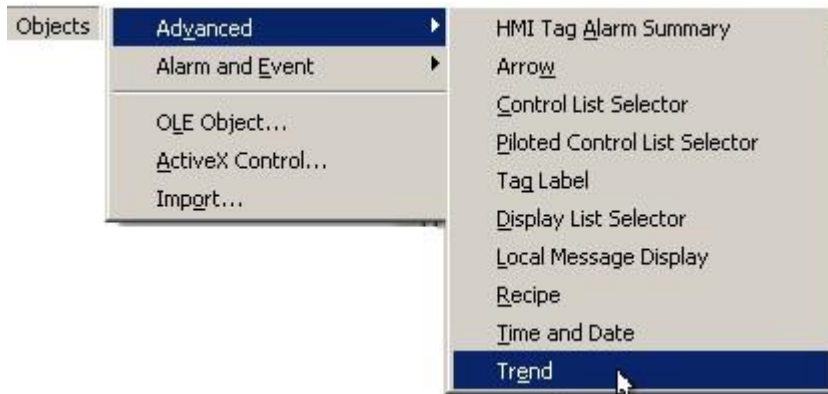 Objects
Advanced
Alarm and Event
OLE Object...
ActiveX Control...
Import...
HMI Tag Alarm Summary
Arrow
Control List Selector
Piloted Control List Selector
Tag Label
Display List Selector
Local Message Display
Recipe
Time and Date
Trend